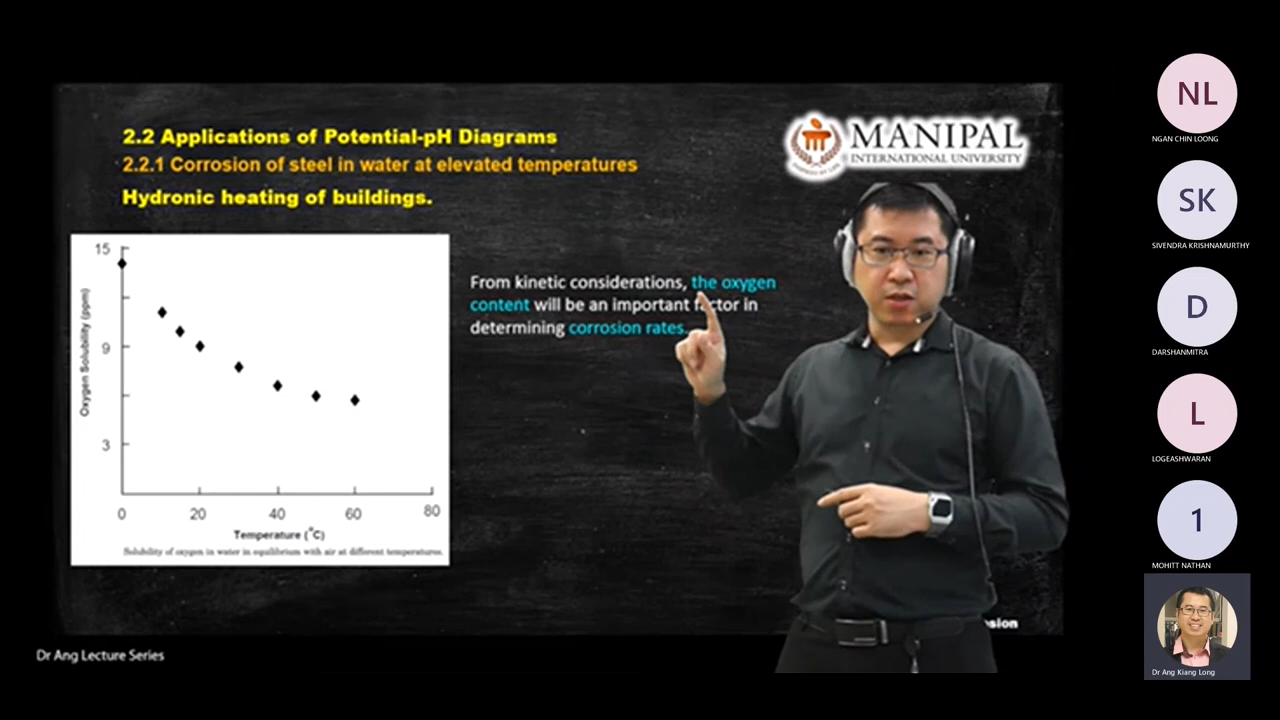 2.2 Applications of Potential-pH Diagrams
2.2.1 Corrosion of steel in water at elevated temperatures
Hydronic heating of buildings.
MANIPAL
INTERNATIONAL UNIVERSITY
15
9
3
Oxygen Solubility (ppm)
0
20
40
60
80
Temperature (°C)
Solubility of oxygen in water in equilibrium with air at different temperatures.
From kinetic considerations, the oxygen
content will be an important factor in
determining corrosion rates.
Dr Ang Lecture Series
NL
NGAN CHIN LOONG
SK
SIVENDRA KRISHNAMURTHY
D
DARSHANMITRA
L
LOGEASHWARAN
1
MOHITT NATHAN
Dr Ang Kiang Long